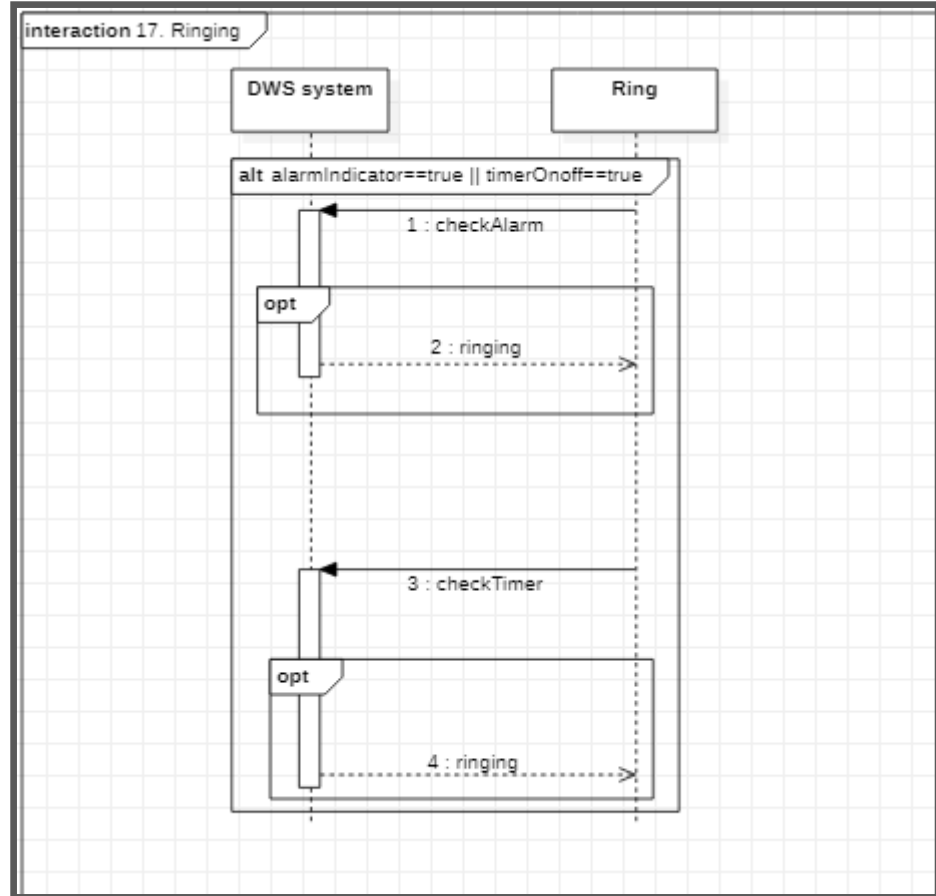 interaction 17. Ringing
DWS system
Ring
alt alarmIndicator==true || timerOnoff==true
1 : checkAlarm
opt
2 : ringing
3 : checkTimer
opt
4 : ringing